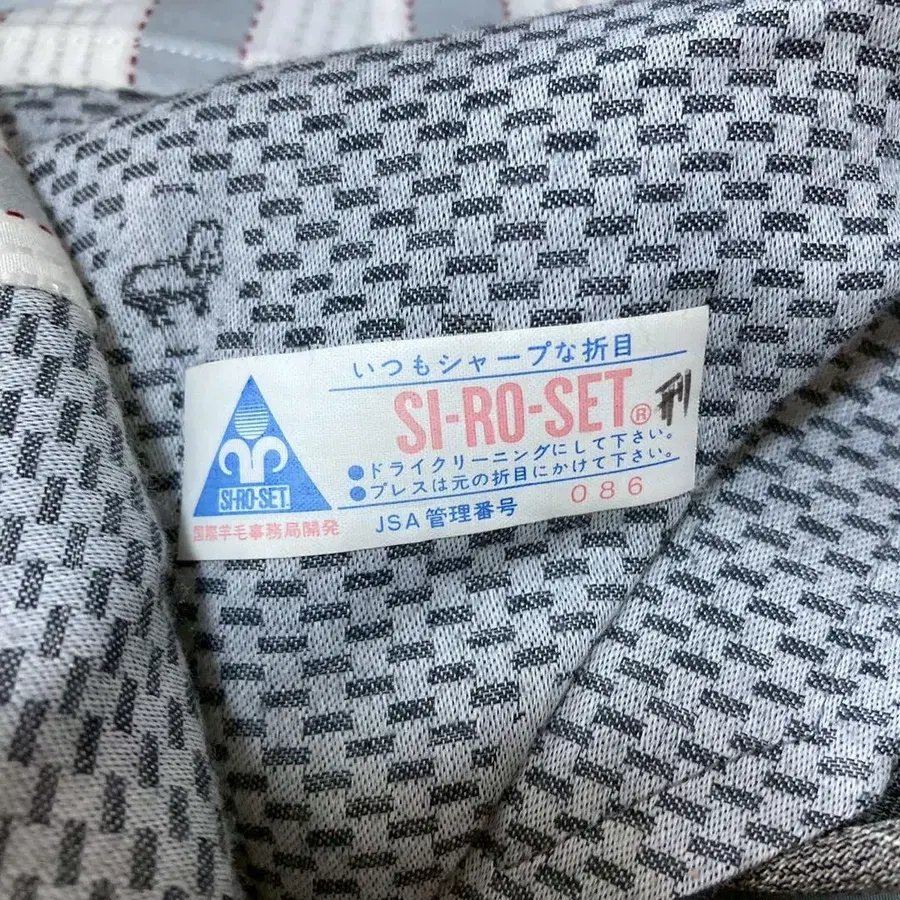 いつもシャープな折目
SI-RO-SET®
●ドライクリーニングにして下さい。
●プレスは元の折目にかけて下さい。
SI-RO-SET
国際羊毛事務局開発
JSA管理番号 086